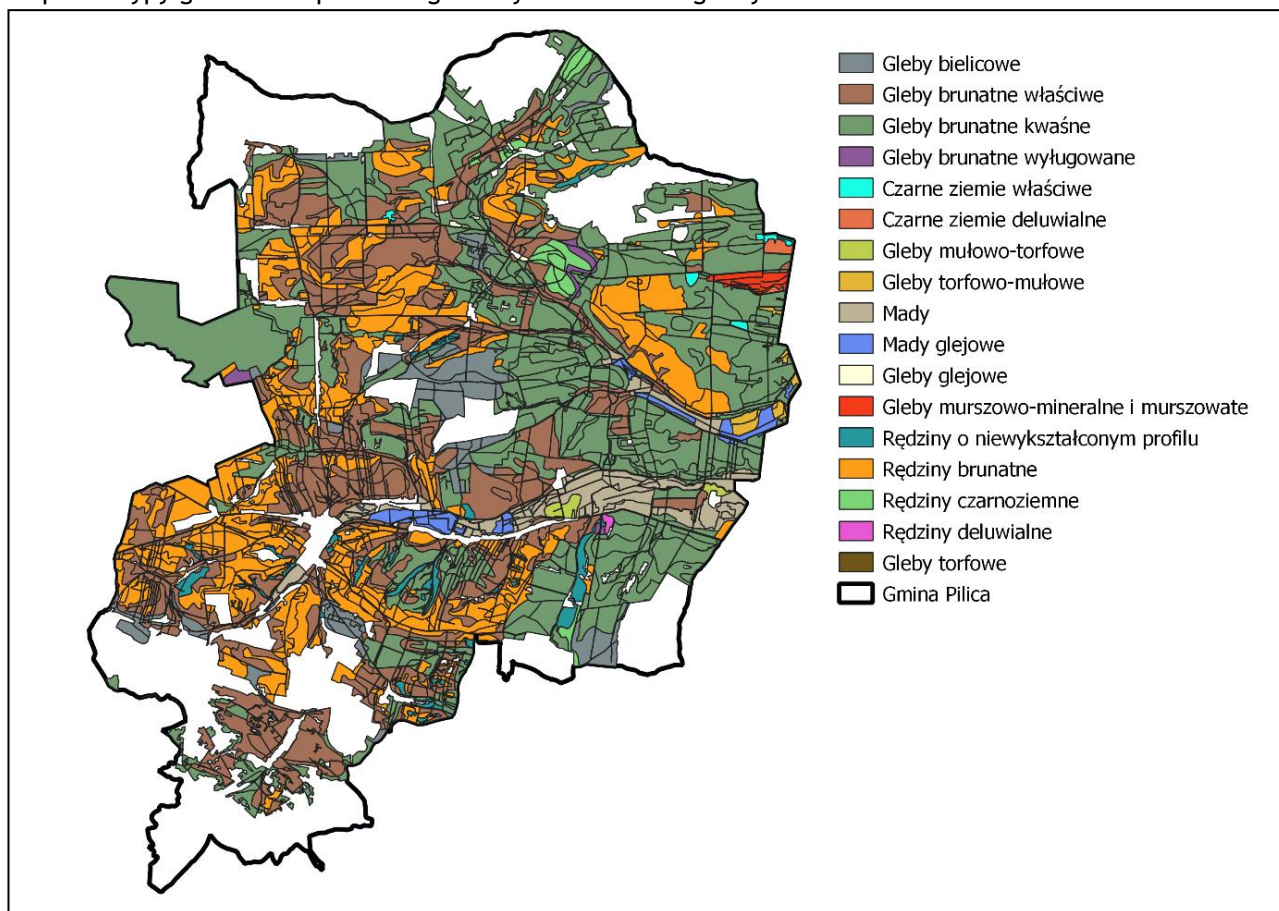 Gleby bielicowe
Gleby brunatne właściwe
Gleby brunatne kwaśne
Gleby brunatne wyługowane
Czarne ziemie właściwe
Czarne ziemie deluwialne
Gleby mułowo-torfowe
Gleby torfowo-mułowe
Mady
Mady glejowe
Gleby glejowe
Gleby murszowo-mineralne i murszowate
Rędziny o niewykształconym profilu
Rędziny brunatne
Rędziny czarnoziemne
Rędziny deluwialne
Gleby torfowe
Gmina Pilica